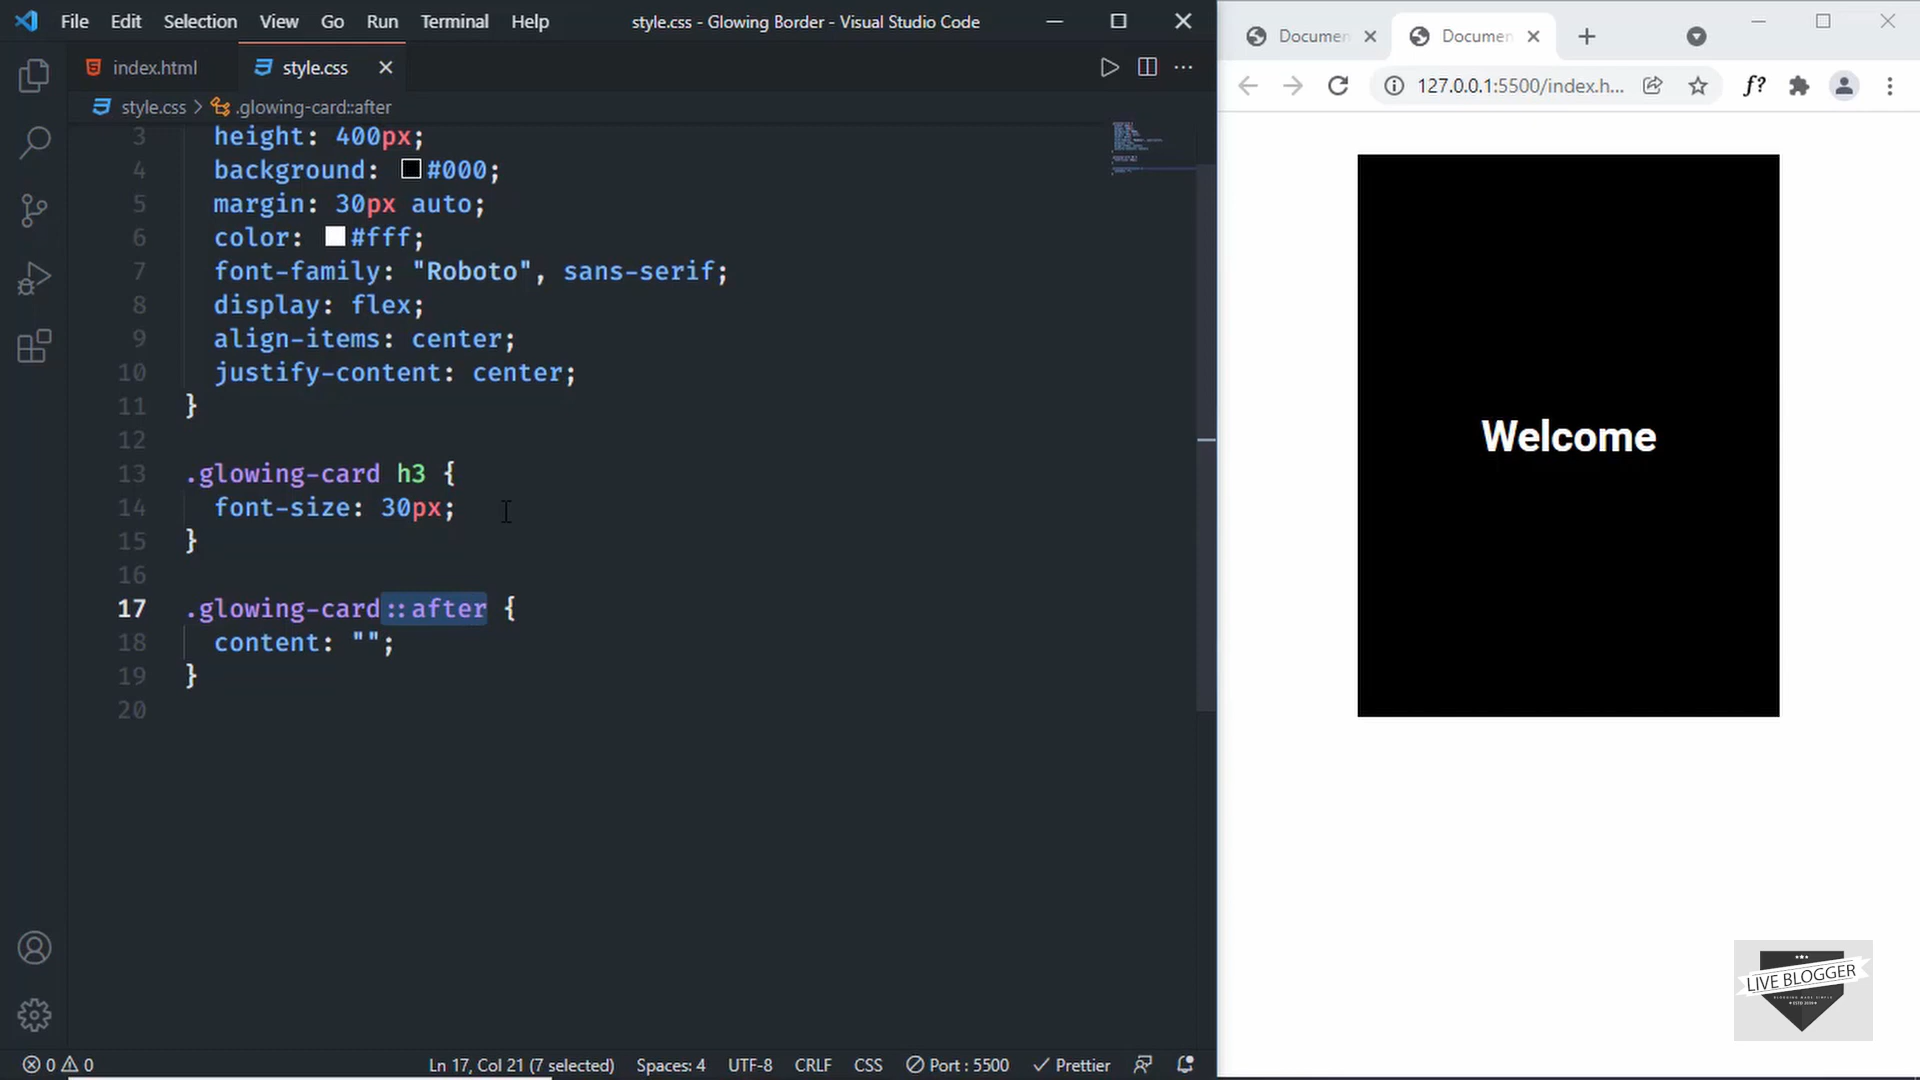 File Edit Selection View Go Run Terminal Help style.css - Glowing Border - Visual Studio Code
index.html style.css
style.css > .glowing-card::after
3 height: 400px;
4 background: #000;
5 margin: 30px auto;
6 color: #fff;
7 font-family: "Roboto", sans-serif;
8 display: flex;
9 align-items: center;
10 justify-content: center;
11 }
12
13 .glowing-card h3 {
14 font-size: 30px;
15 }
16
17 .glowing-card::after {
18 content: "";
19 }
20
0 0 Ln 17, Col 21 (7 selected) Spaces: 4 UTF-8 CRLF CSS Port : 5500 Prettier
Documen Documen
127.0.0.1:5500/index.h... f?
Welcome
LIVE BLOGGER